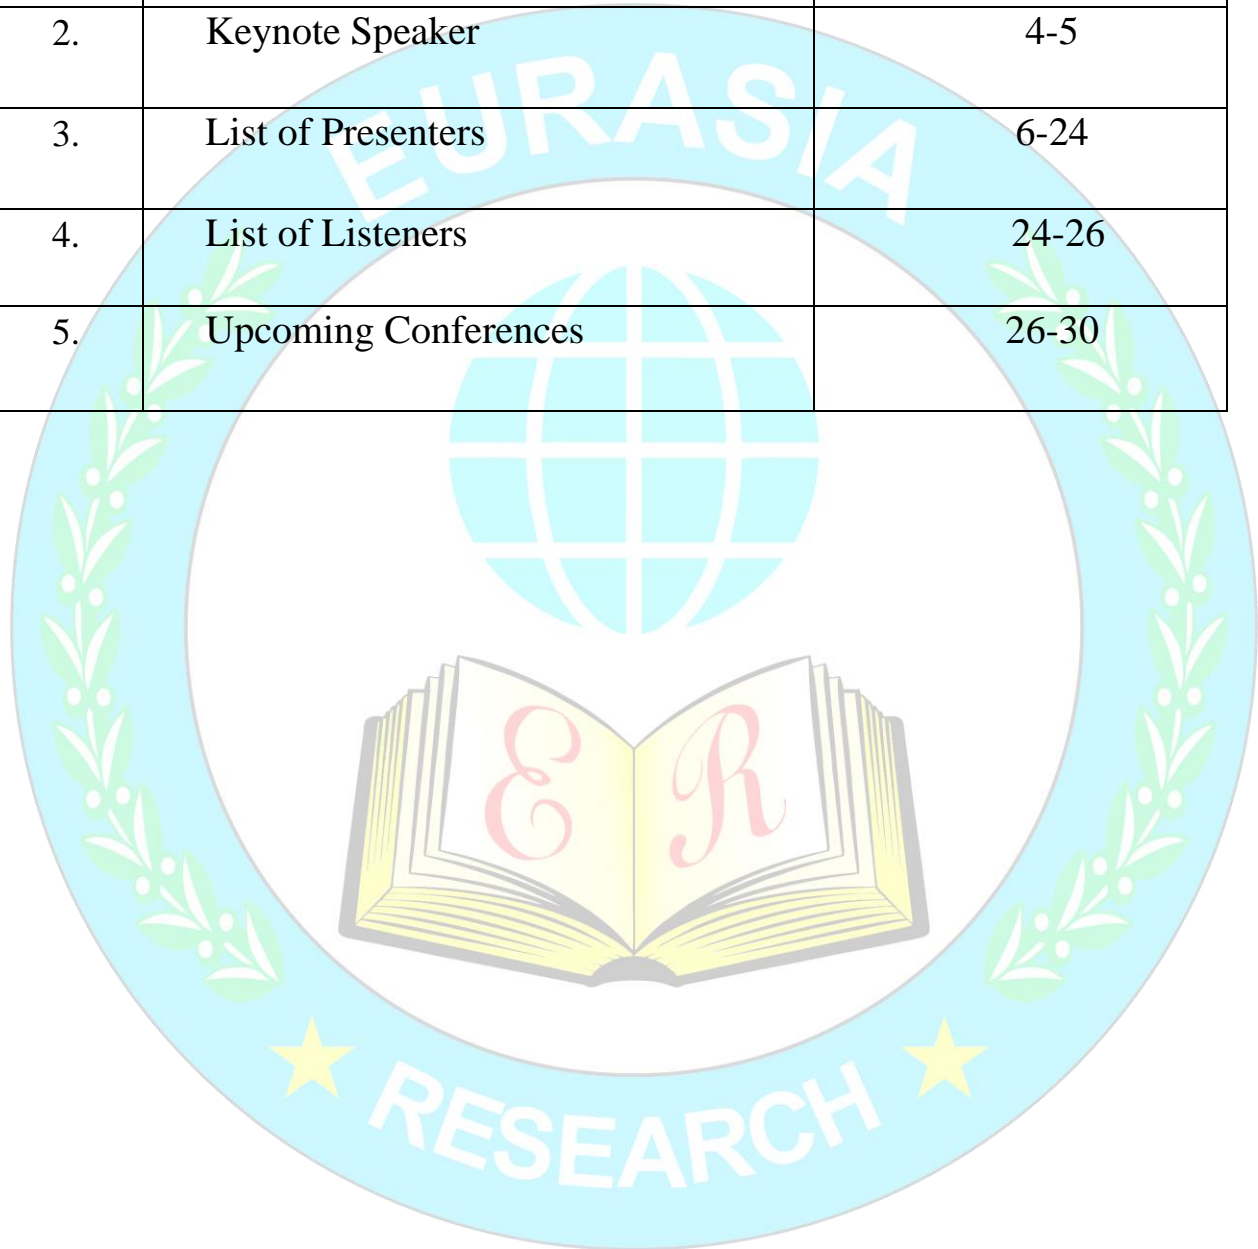 2. Keynote Speaker 4-5
3. List of Presenters 6-24
4. List of Listeners 24-26
5. Upcoming Conferences 26-30
EURASIA
E R
RESEARCH